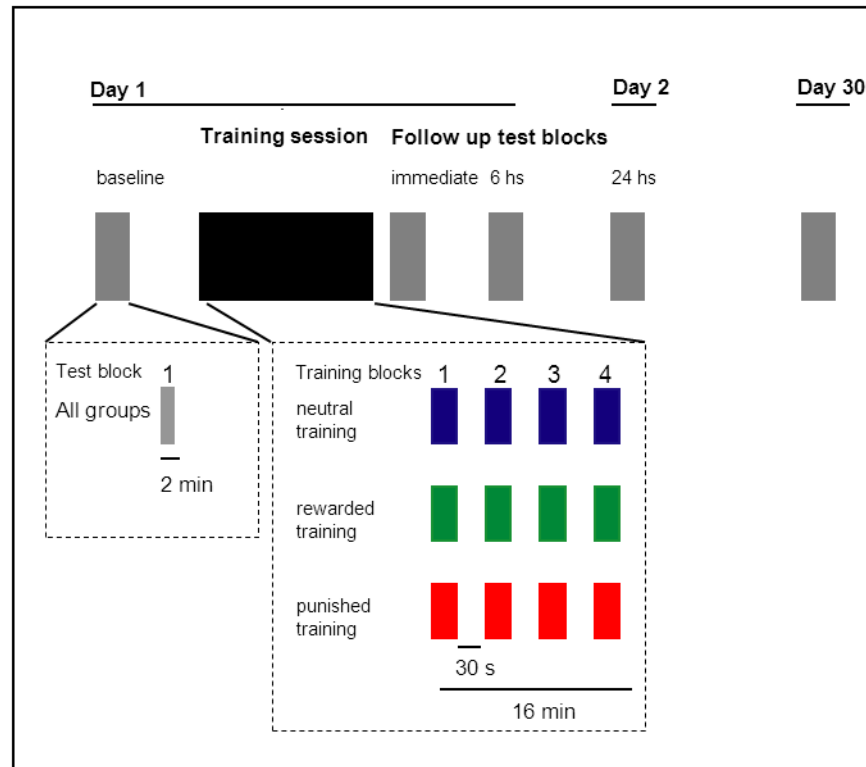 Day 1
Day 2
Day 30
Training session
Follow up test blocks
baseline
immediate
6 hs
24 hs
Test block 1
All groups
2 min
Training blocks 1 2 3 4
neutral
training
rewarded
training
punished
training
30 s
16 min